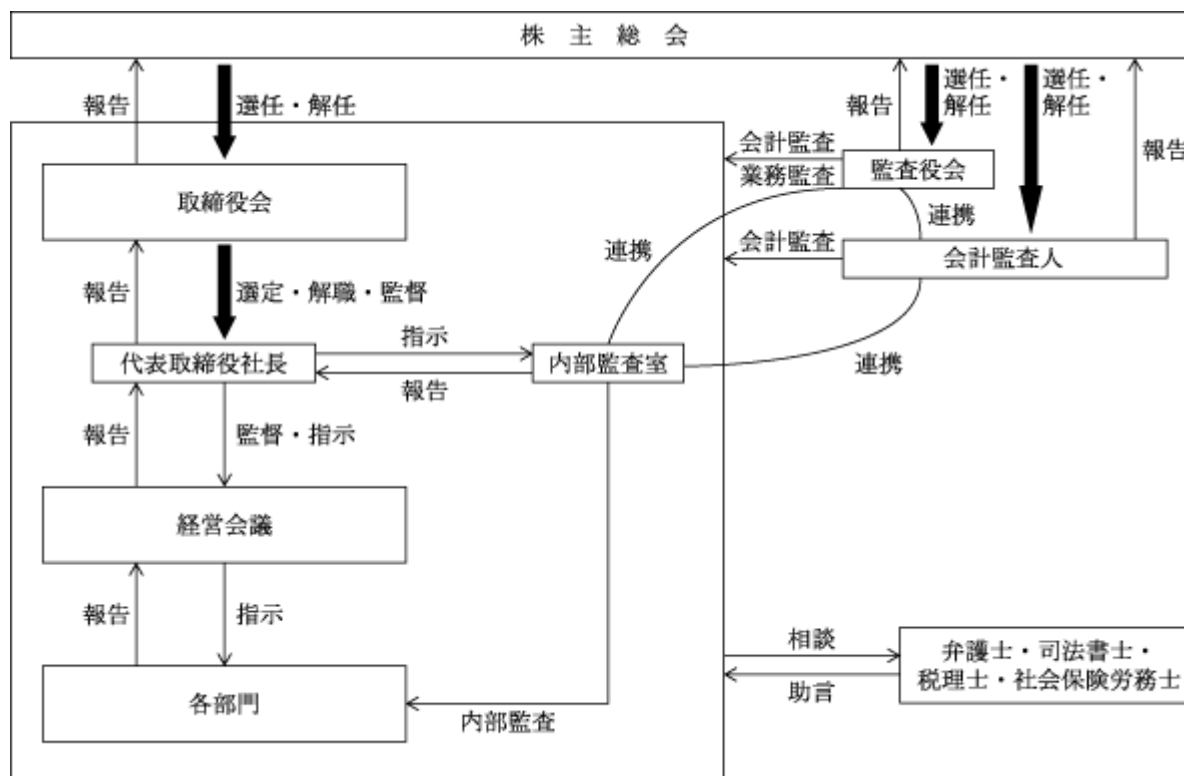 株主総会
報告
選任・解任
報告
選任・
解任
選任・
解任
報告
取締役会
会計監査
業務監査
監査役会
連携
連携
会計監査
会計監査人
報告
選定・解職・監督
代表取締役社長
指示
報告
内部監査室
連携
報告
監督・指示
経営会議
報告
指示
相談
助言
弁護士・司法書士・
税理士・社会保険労務士
各部門
内部監査